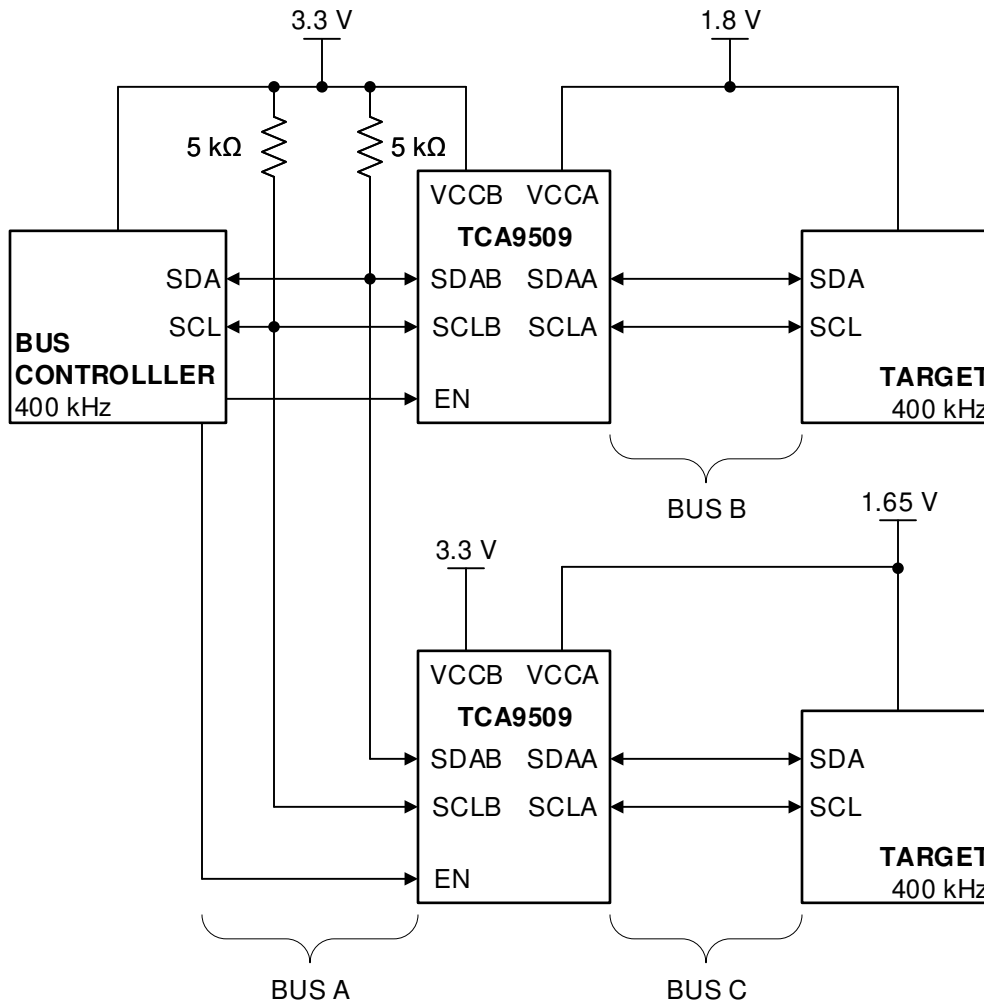 3.3 V
1.8 V
5 kΩ
5 kΩ
VCCB VCCA
TCA9509
SDA
SDAB SDAA
SDA
SCL
SCLB SCLA
SCL
BUS
CONTROLLLER
400 kHz
EN
TARGET
400 kHz
BUS B
1.65 V
3.3 V
VCCB VCCA
TCA9509
SDAB SDAA
SDA
SCLB SCLA
SCL
EN
TARGET
400 kHz
BUS A
BUS C